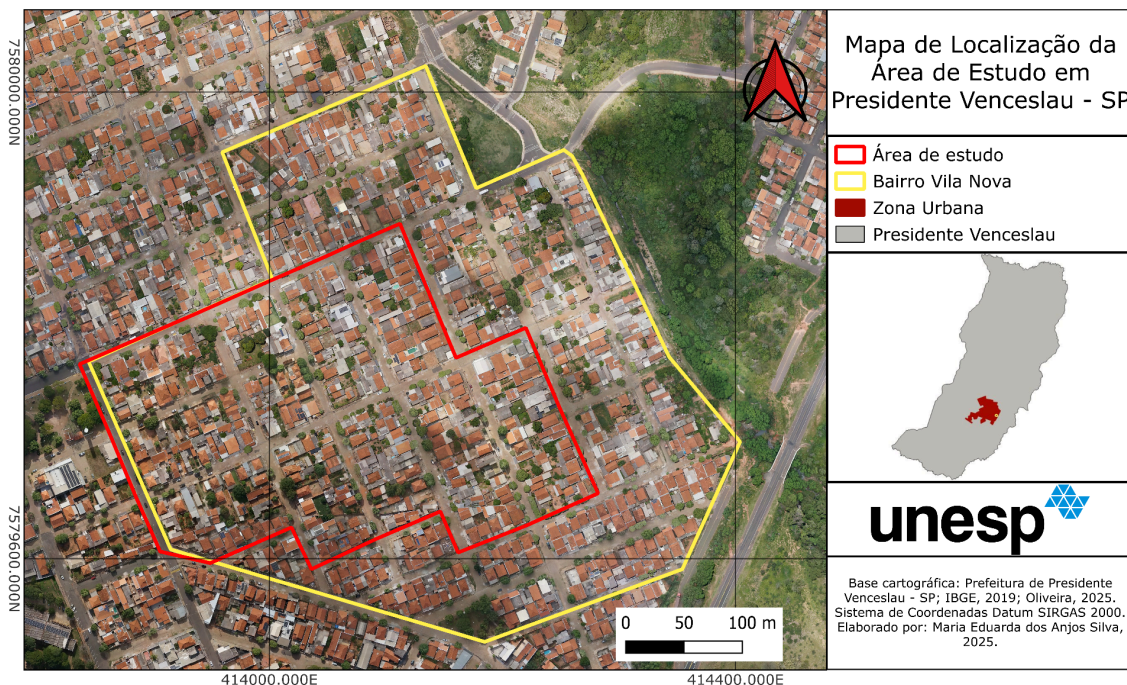 Mapa de Localização da
Área de Estudo em
Presidente Venceslau - SP
Área de estudo
Bairro Vila Nova
Zona Urbana
Presidente Venceslau
unesp
Base cartográfica: Prefeitura de Presidente
Venceslau - SP; IBGE, 2019; Oliveira, 2025.
Sistema de Coordenadas Datum SIRGAS 2000.
Elaborado por: Maria Eduarda dos Anjos Silva,
2025.
7580000.000N
7579600.000N
0 50 100 m
414000.000E
414400.000E